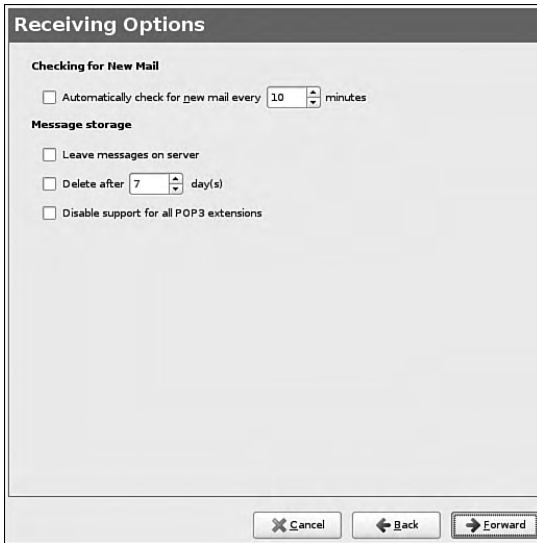 Receiving Options
Checking for New Mail
Automatically check for new mail every 10 minutes
Message storage
Leave messages on server
Delete after 7 day(s)
Disable support for all POP3 extensions
Cancel Back Forward